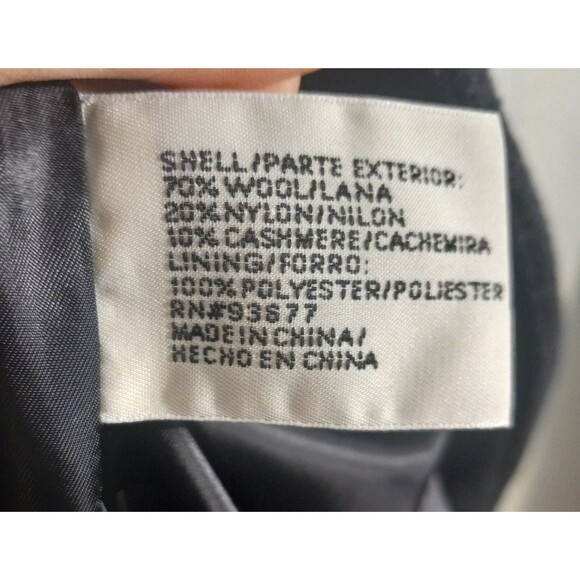 SHELL/PARTE EXTERIOR:
70% WOOL/LANA
20% NYLON/NILON
10% CASHMERE/CACHEMIRA
LINING/FORRO:
100% POLYESTER/POLIESTER
RN#93677
MADE IN CHINA/
HECHO EN CHINA